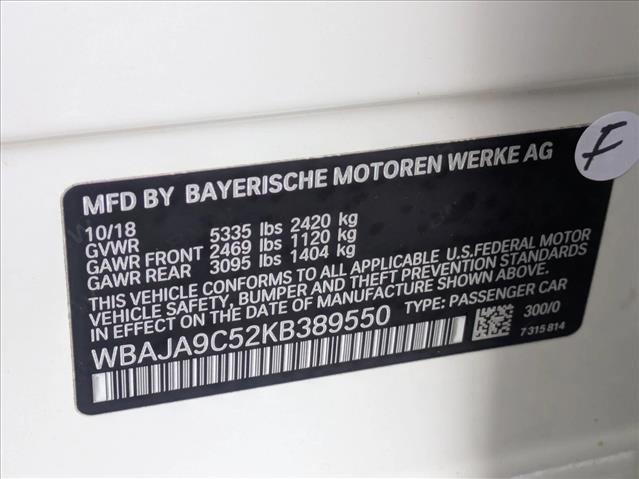 MFD BY BAYERISCHE MOTOREN WERKE AG
F
10/18 5335 lbs 2420 kg
GVWR
GAWR FRONT 2469 lbs 1120 kg
GAWR REAR 3095 lbs 1404 kg
THIS VEHICLE CONFORMS TO ALL APPLICABLE U.S.FEDERAL MOTOR
VEHICLE SAFETY, BUMPER AND THEFT PREVENTION STANDARDS
IN EFFECT ON THE DATE OF MANUFACTURE SHOWN ABOVE.
TYPE: PASSENGER CAR
WBAJA9C52KB389550
300/0
7 315 814